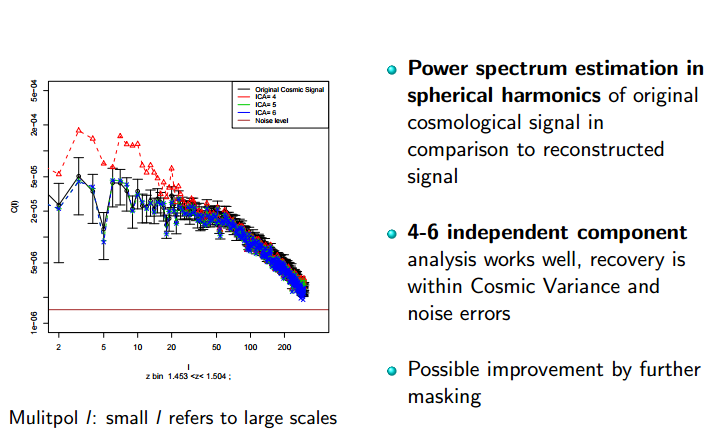 Original Cosmic Signal
ICA= 4
ICA= 5
ICA= 6
Noise level
5e-04
2e-04
5e-05
2e-05
5e-06
1e-06
C(l)
2 5 10 20 50 100 200
l
z bin 1.453 <z< 1.504 ;
Mulitpol l: small l refers to large scales
Power spectrum estimation in
spherical harmonics of original
cosmological signal in
comparison to reconstructed
signal
4-6 independent component
analysis works well, recovery is
within Cosmic Variance and
noise errors
Possible improvement by further
masking